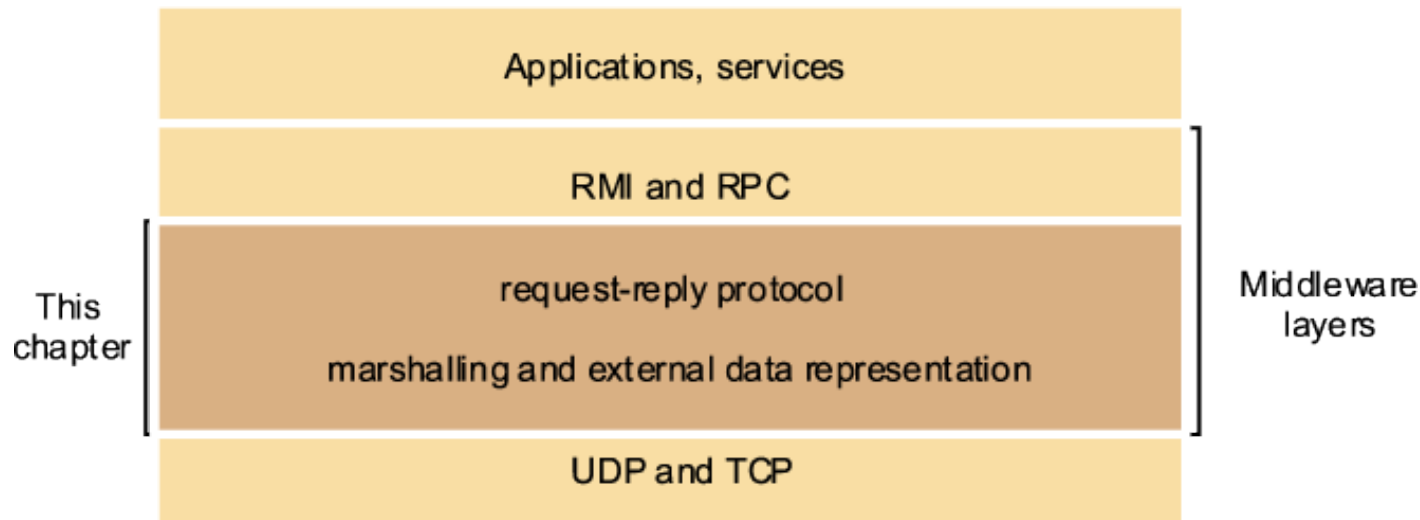 Applications, services
RMI and RPC
request-reply protocol
marshalling and external data representation
UDP and TCP
This
chapter
Middleware
layers